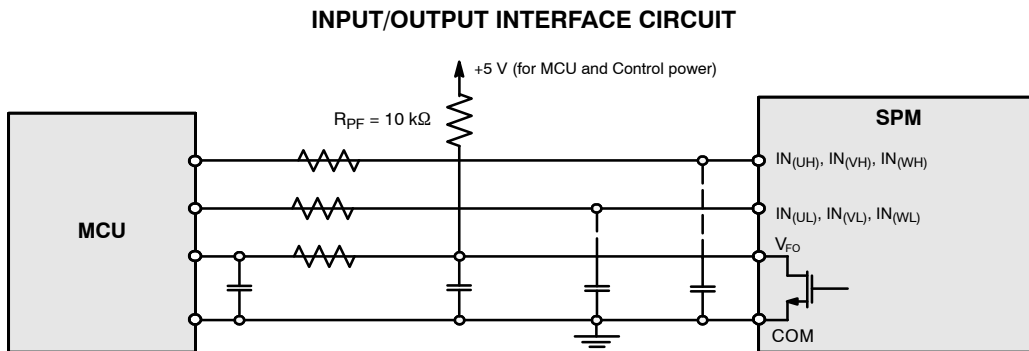 INPUT/OUTPUT INTERFACE CIRCUIT
+5 V (for MCU and Control power)
R_PF = 10 kΩ
SPM
IN(UH), IN(VH), IN(WH)
MCU
IN(UL), IN(VL), IN(WL)
V_FO
COM